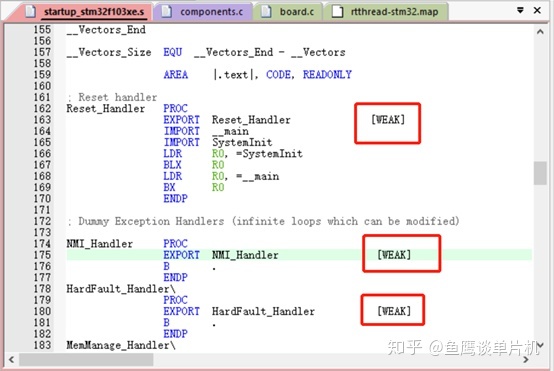 startup_stm32f103xe.s components.c board.c rtthread-stm32.map
155 __Vectors_End
156
157 __Vectors_Size EQU __Vectors_End - __Vectors
158
159 AREA |.text|, CODE, READONLY
160
161 ; Reset handler
162 Reset_Handler PROC
163 EXPORT Reset_Handler [WEAK]
164 IMPORT __main
165 IMPORT SystemInit
166 LDR R0, =SystemInit
167 BLX R0
168 LDR R0, =__main
169 BX R0
170 ENDP
171
172 ; Dummy Exception Handlers (infinite loops which can be modified)
173
174 NMI_Handler PROC
175 EXPORT NMI_Handler [WEAK]
176 B .
177 ENDP
178 HardFault_Handler\
179 PROC
180 EXPORT HardFault_Handler [WEAK]
181 B .
182 ENDP
183 MemManage_Handler\
知乎 @鱼鹰谈单片机